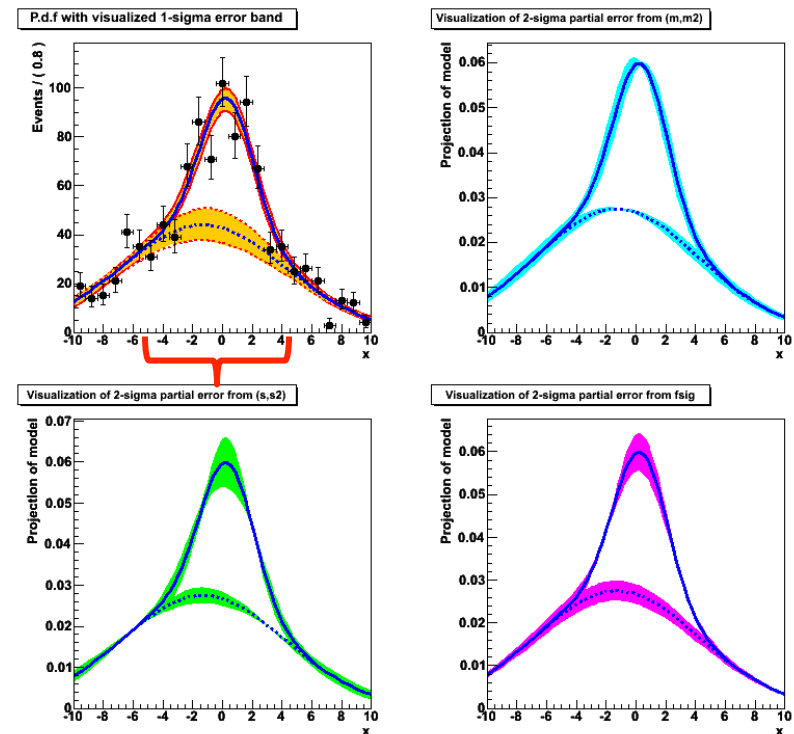 P.d.f with visualized 1-sigma error band
Events / ( 0.8 )
100
80
60
40
20
0
-10 -8 -6 -4 -2 0 2 4 6 8 10
x
Visualization of 2-sigma partial error from (m,m2)
Projection of model
0.06
0.05
0.04
0.03
0.02
0.01
0
-10 -8 -6 -4 -2 0 2 4 6 8 10
x
Visualization of 2-sigma partial error from (s,s2)
Projection of model
0.07
0.06
0.05
0.04
0.03
0.02
0.01
0
-10 -8 -6 -4 -2 0 2 4 6 8 10
x
Visualization of 2-sigma partial error from fsig
Projection of model
0.06
0.05
0.04
0.03
0.02
0.01
0
-10 -8 -6 -4 -2 0 2 4 6 8 10
x